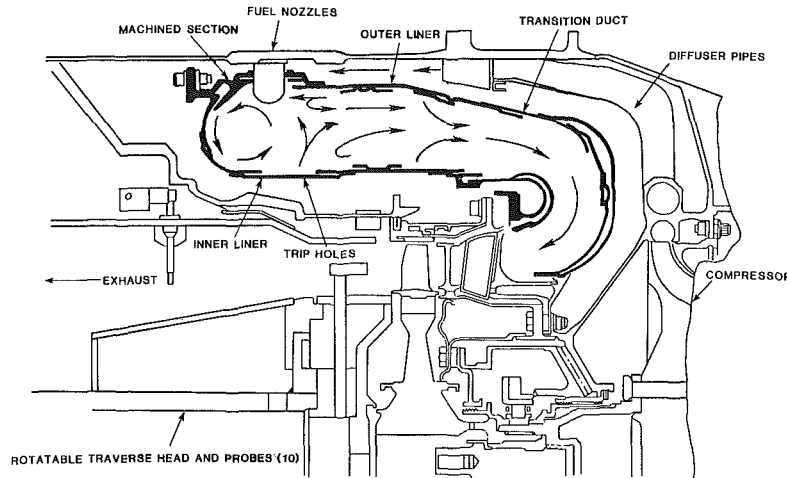 FUEL NOZZLES
MACHINED SECTION
OUTER LINER
TRANSITION DUCT
DIFFUSER PIPES
INNER LINER
TRIP HOLES
EXHAUST
COMPRESSOR
ROTATABLE TRAVERSE HEAD AND PROBES (10)